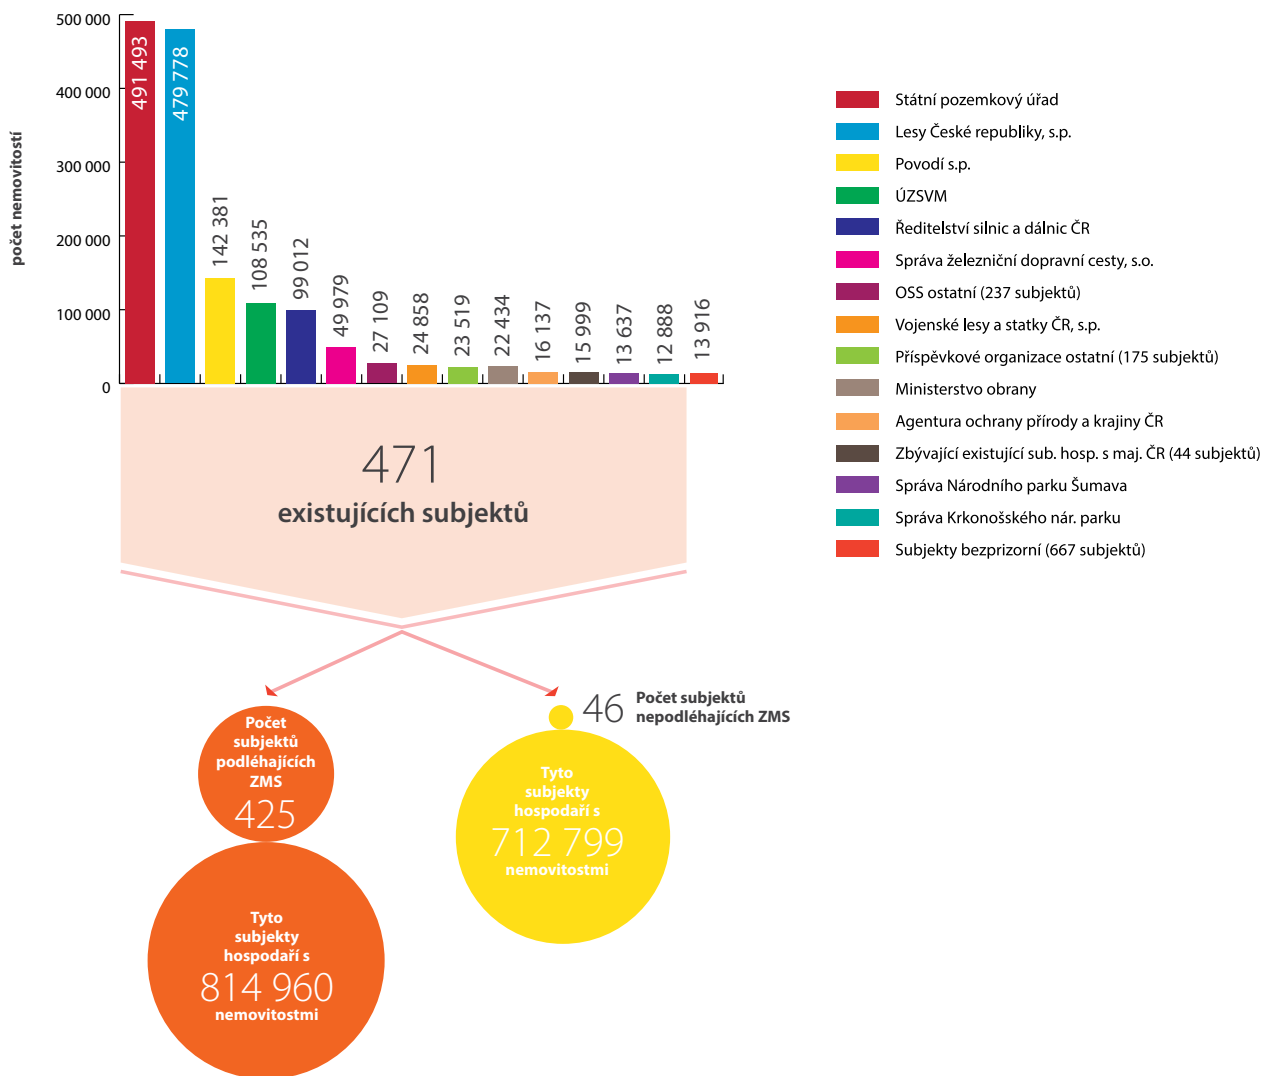 500 000
400 000
300 000
200 000
100 000
0
počet nemovitostí
491 493
479 778
142 381
108 535
99 012
49 979
27 109
24 858
23 519
22 434
16 137
15 999
13 637
12 888
13 916
Státní pozemkový úřad
Lesy České republiky, s.p.
Povodí s.p.
ÚZSVM
Ředitelství silnic a dálnic ČR
Správa železniční dopravní cesty, s.o.
OSS ostatní (237 subjektů)
Vojenské lesy a statky ČR, s.p.
Příspěvkové organizace ostatní (175 subjektů)
Ministerstvo obrany
Agentura ochrany přírody a krajiny ČR
Zbývající existující sub. hosp. s maj. ČR (44 subjektů)
Správa Národního parku Šumava
Správa Krkonošského nár. parku
Subjekty bezprizorní (667 subjektů)
471
existujících subjektů
Počet
subjektů
podléhajících
ZMS
425
Tyto
subjekty
hospodaří s
814 960
nemovitostmi
46
Počet subjektů
nepodléhajících ZMS
Tyto
subjekty
hospodaří s
712 799
nemovitostmi